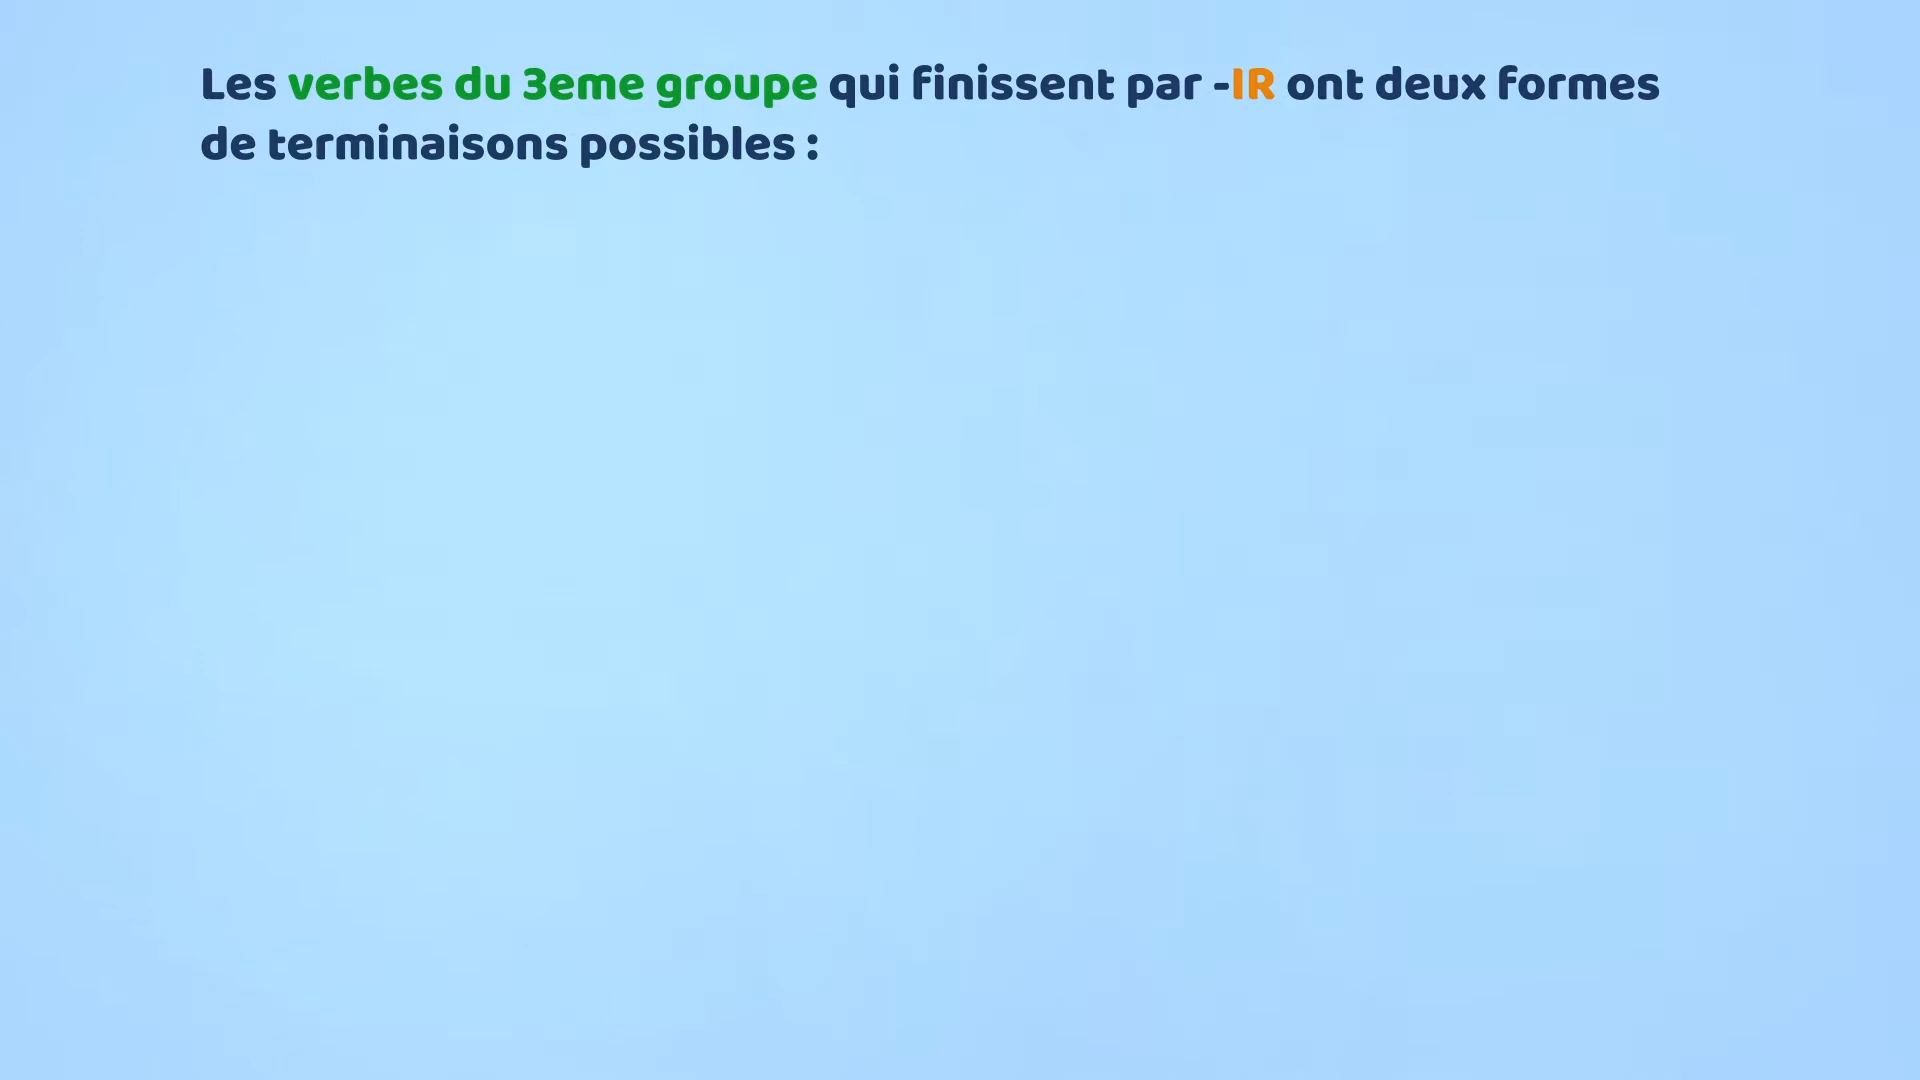 Les verbes du 3eme groupe qui finissent par -IR ont deux formes
de terminaisons possibles :